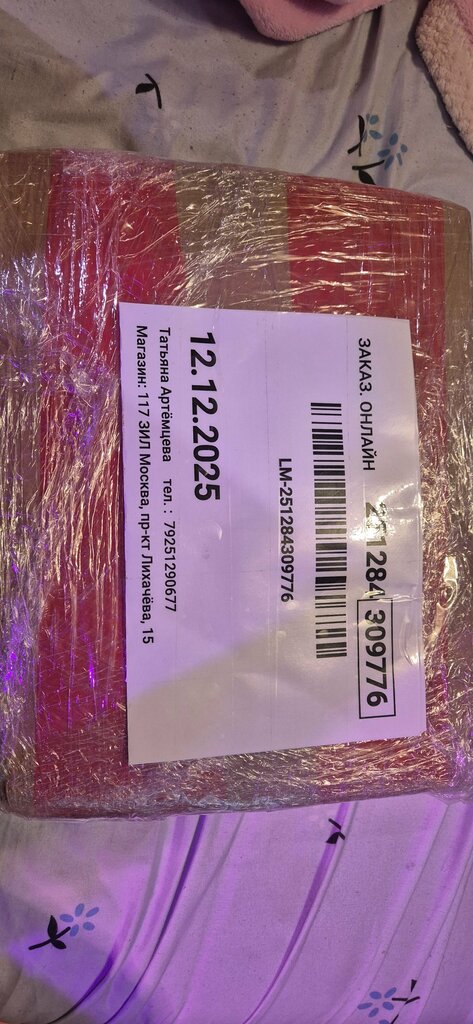 ЗАКАЗ. ОНЛАЙН 251284 309776
LM-251284309776
12.12.2025
Татьяна Артёмцева тел. : 79251290677
Магазин: 117 ЗИЛ Москва, пр-кт Лихачёва, 15